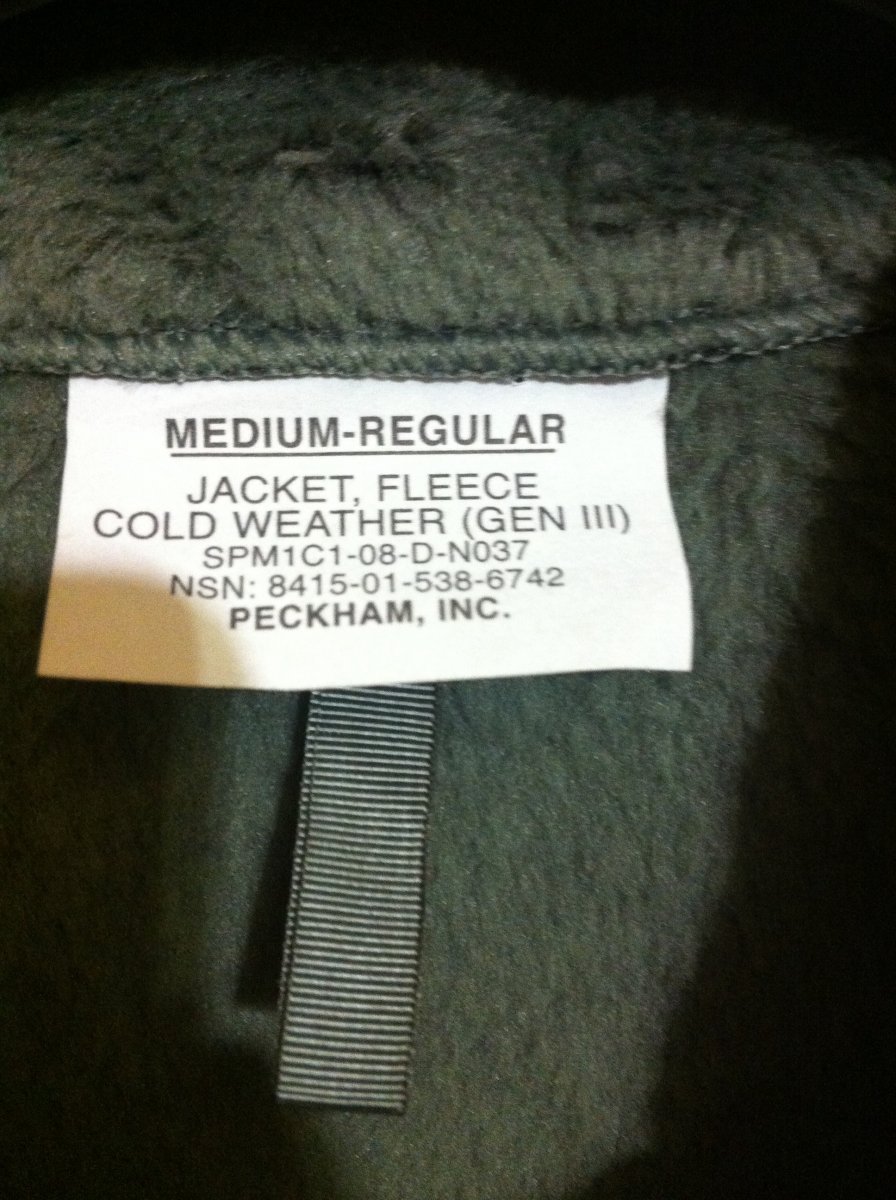 MEDIUM-REGULAR
JACKET, FLEECE
COLD WEATHER (GEN III)
SPM1C1-08-D-N037
NSN: 8415-01-538-6742
PECKHAM, INC.